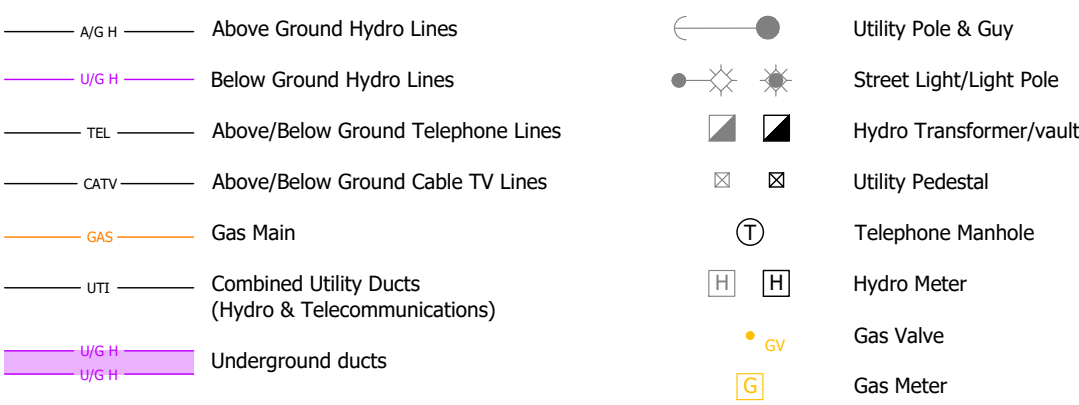 A/G H Above Ground Hydro Lines
U/G H Below Ground Hydro Lines
TEL Above/Below Ground Telephone Lines
CATV Above/Below Ground Cable TV Lines
GAS Gas Main
UTI Combined Utility Ducts
(Hydro & Telecommunications)
U/G H
Underground ducts
U/G H
Utility Pole & Guy
Street Light/Light Pole
Hydro Transformer/vault
Utility Pedestal
T Telephone Manhole
H H Hydro Meter
GV Gas Valve
G Gas Meter